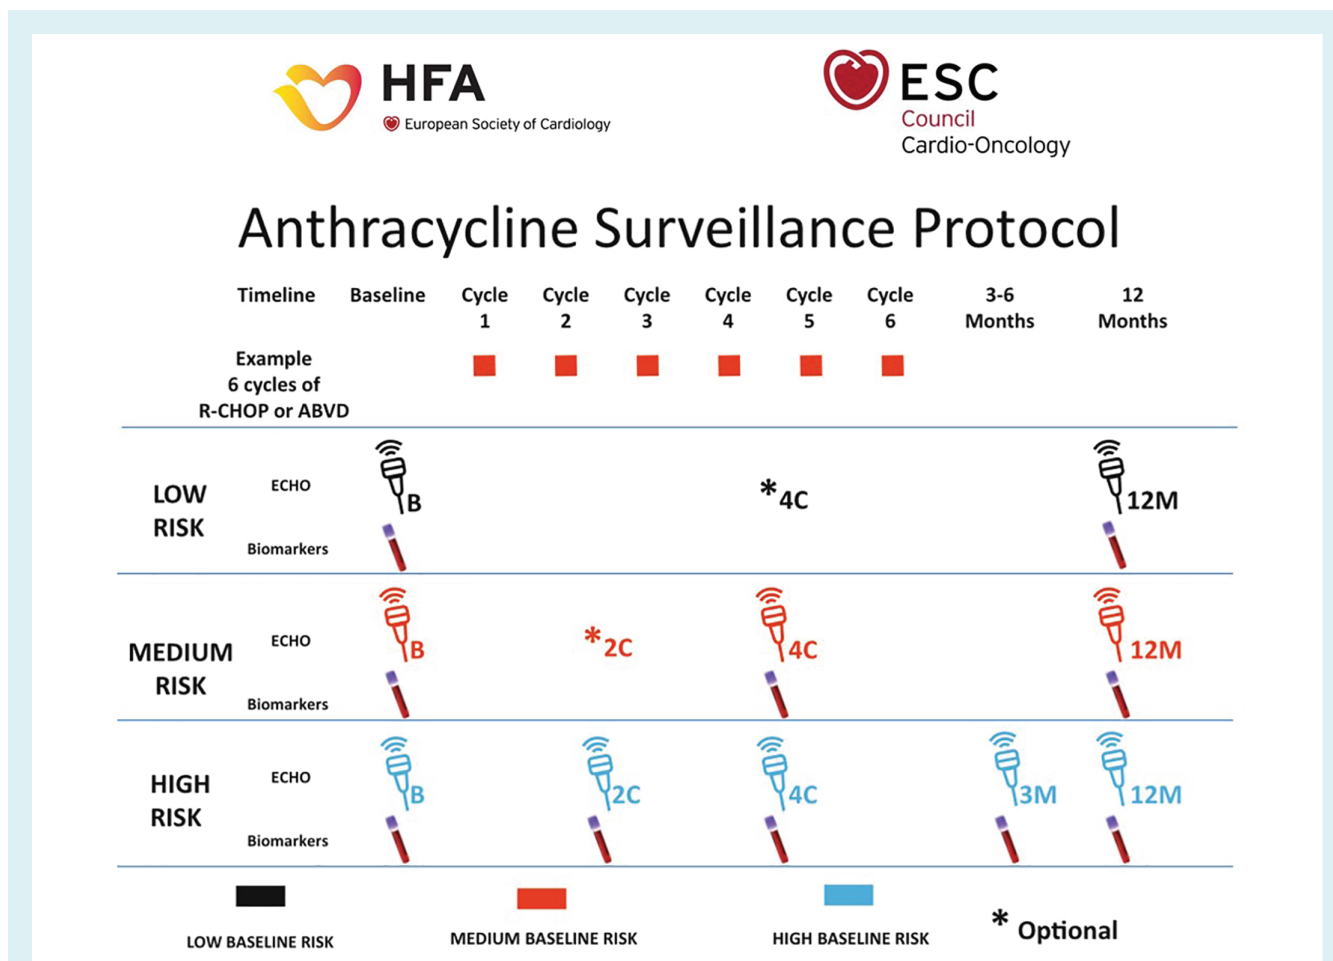 HFA
European Society of Cardiology
ESC
Council
Cardio-Oncology
Anthracycline Surveillance Protocol
Timeline Baseline Cycle 1 Cycle 2 Cycle 3 Cycle 4 Cycle 5 Cycle 6 3-6 Months 12 Months
Example
6 cycles of
R-CHOP or ABVD
LOW RISK
ECHO B *4C 12M
Biomarkers
MEDIUM RISK
ECHO B *2C 4C 12M
Biomarkers
HIGH RISK
ECHO B 2C 4C 3M 12M
Biomarkers
LOW BASELINE RISK MEDIUM BASELINE RISK HIGH BASELINE RISK * Optional